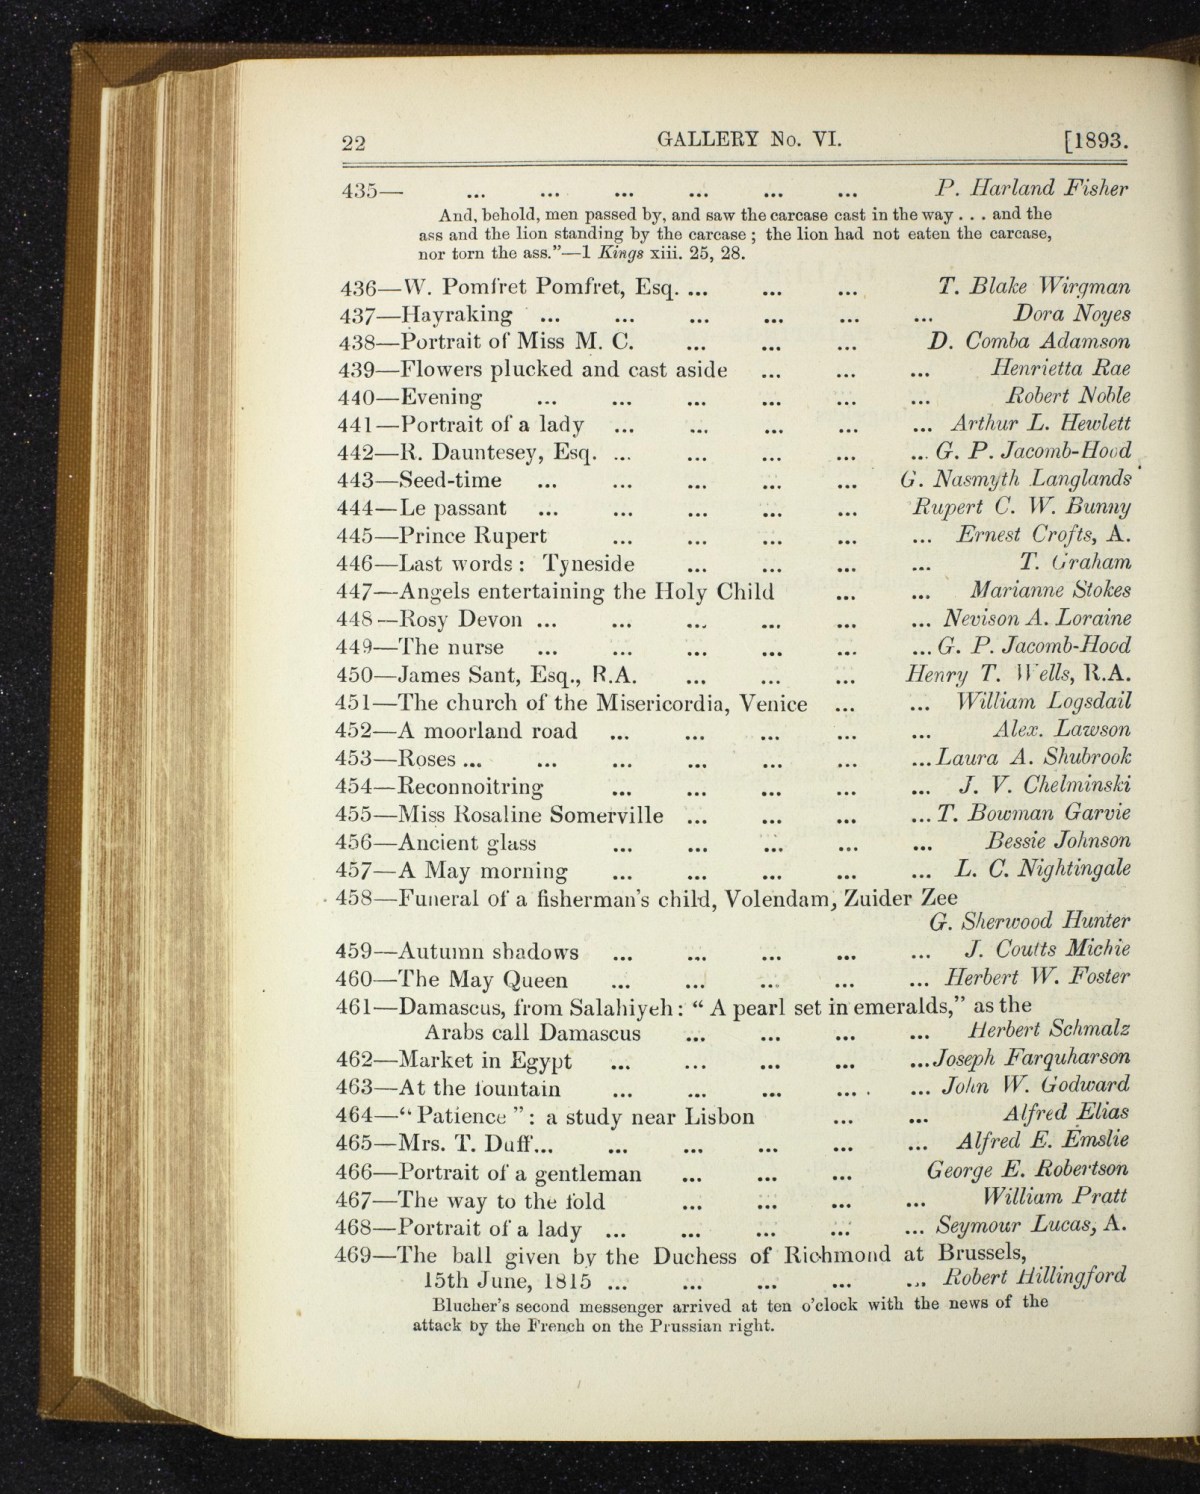 22 GALLERY No. VI. [1893.
435— ... ... ... ... ... ... P. Harland Fisher
And, behold, men passed by, and saw the carcase cast in the way . . . and the
ass and the lion standing by the carcase ; the lion had not eaten the carcase,
nor torn the ass."—1 Kings xiii. 25, 28.
436—W. Pomfret Pomfret, Esq. ... ... ... T. Blake Wirgman
437—Hayraking ... ... ... ... ... ... Dora Noyes
438—Portrait of Miss M. C. ... ... ... D. Comba Adamson
439—Flowers plucked and cast aside ... ... ... Henrietta Rae
440—Evening ... ... ... ... ... ... Robert Noble
441—Portrait of a lady ... ... ... ... ... Arthur L. Hewlett
442—R. Dauntesey, Esq. ... ... ... ... ... G. P. Jacomb-Hood
443—Seed-time ... ... ... ... ... G. Nasmyth Langlands
444—Le passant ... ... ... ... ... Rupert C. W. Bunny
445—Prince Rupert ... ... ... ... ... Ernest Crofts, A.
446—Last words : Tyneside ... ... ... ... T. Graham
447—Angels entertaining the Holy Child ... ... Marianne Stokes
448—Rosy Devon ... ... ... ... ... ... Nevison A. Loraine
449—The nurse ... ... ... ... ... ... G. P. Jacomb-Hood
450—James Sant, Esq., R.A. ... ... ... Henry T. Wells, R.A.
451—The church of the Misericordia, Venice ... ... William Logsdail
452—A moorland road ... ... ... ... ... Alex. Lawson
453—Roses ... ... ... ... ... ... ... Laura A. Shubrook
454—Reconnoitring ... ... ... ... ... J. V. Chelminski
455—Miss Rosaline Somerville ... ... ... ... T. Bowman Garvie
456—Ancient glass ... ... ... ... ... Bessie Johnson
457—A May morning ... ... ... ... ... L. C. Nightingale
458—Funeral of a fisherman's child, Volendam, Zuider Zee
G. Sherwood Hunter
459—Autumn shadows ... ... ... ... ... J. Coutts Michie
460—The May Queen ... ... ... ... ... Herbert W. Foster
461—Damascus, from Salahiyeh : " A pearl set in emeralds," as the
Arabs call Damascus ... ... ... ... Herbert Schmalz
462—Market in Egypt ... ... ... ... ... Joseph Farquharson
463—At the fountain ... ... ... ... ... John W. Godward
464—" Patience " : a study near Lisbon ... ... Alfred Elias
465—Mrs. T. Duff... ... ... ... ... ... Alfred E. Emslie
466—Portrait of a gentleman ... ... ... George E. Robertson
467—The way to the fold ... ... ... ... William Pratt
468—Portrait of a lady ... ... ... ... ... Seymour Lucas, A.
469—The ball given by the Duchess of Richmond at Brussels,
15th June, 1815 ... ... ... ... ... Robert Hillingford
Blucher's second messenger arrived at ten o'clock with the news of the
attack by the French on the Prussian right.